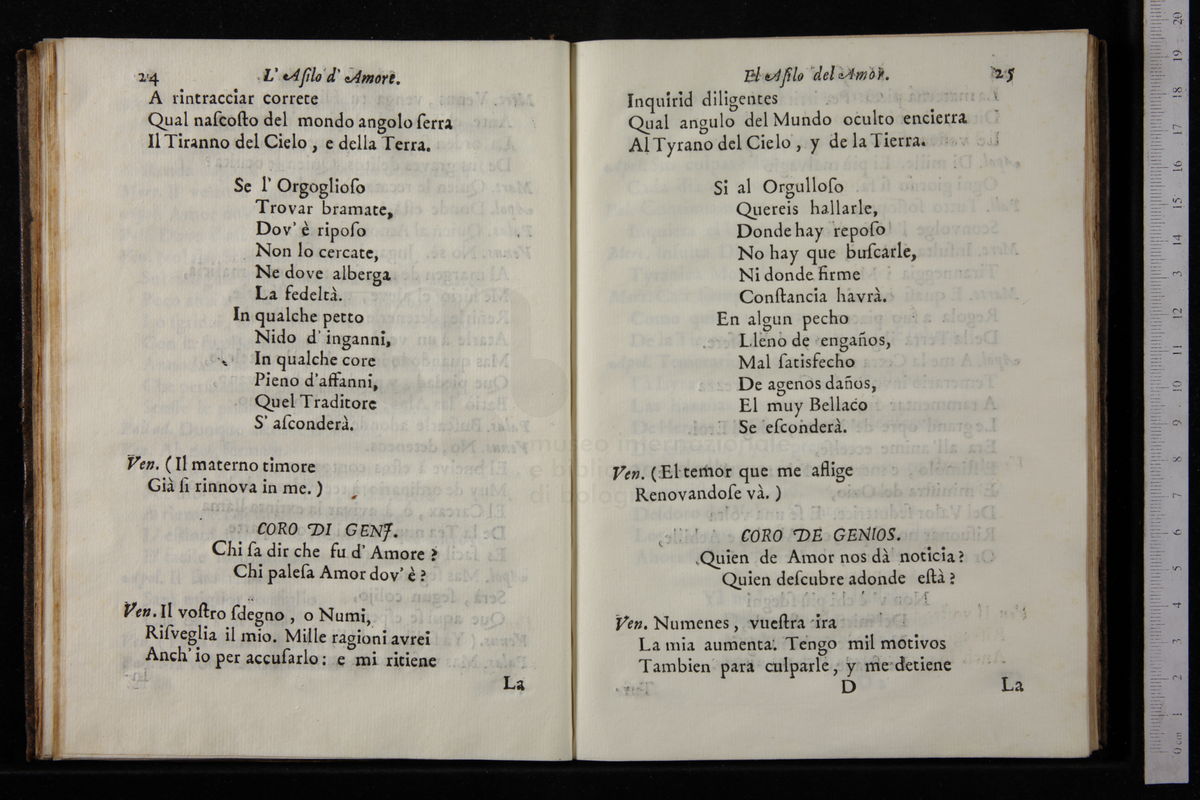 24 L' Aſilo d' Amore.
A rintracciar correte
Qual naſcoſto del mondo angolo ſerra
Il Tiranno del Cielo , e della Terra.
Se l' Orgoglioſo
Trovar bramate,
Dov' è ripoſo
Non lo cercate,
Ne dove alberga
La fedeltà.
In qualche petto
Nido d' inganni,
In qualche core
Pieno d'affanni,
Quel Traditore
S' aſconderà.
Ven. ( Il materno timore
Già ſi rinnova in me. )
CORO DI GENJ.
Chi ſa dir che fu d' Amore ?
Chi paleſa Amor dov' è ?
Ven. Il voſtro ſdegno , o Numi,
Riſveglia il mio. Mille ragioni avrei
Anch' io per accuſarlo : e mi ritiene
La
El Aſilo del Amor. 25
Inquirid diligentes
Qual angulo del Mundo oculto encierra
Al Tyrano del Cielo , y de la Tierra.
Si al Orgulloſo
Quereis hallarle,
Donde hay repoſo
No hay que buſcarle,
Ni donde firme
Conſtancia havrà.
En algun pecho
Lleno de engaños,
Mal ſatisfecho
De agenos daños,
El muy Bellaco
Se eſconderà.
Ven. ( El temor que me aflige
Renovandoſe và. )
CORO DE GENIOS.
Quien de Amor nos dà noticia ?
Quien deſcubre adonde eſtà ?
Ven. Numenes , vueſtra ira
La mia aumenta. Tengo mil motivos
Tambien para culparle , y me detiene
D La
museo internazionale
e biblioteca
di bologna